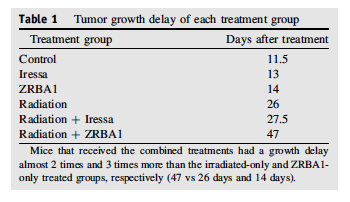 Table 1 Tumor growth delay of each treatment group
Treatment group Days after treatment
Control 11.5
Iressa 13
ZRBA1 14
Radiation 26
Radiation + Iressa 27.5
Radiation + ZRBA1 47
Mice that received the combined treatments had a growth delay
almost 2 times and 3 times more than the irradiated-only and ZRBA1-
only treated groups, respectively (47 vs 26 days and 14 days).